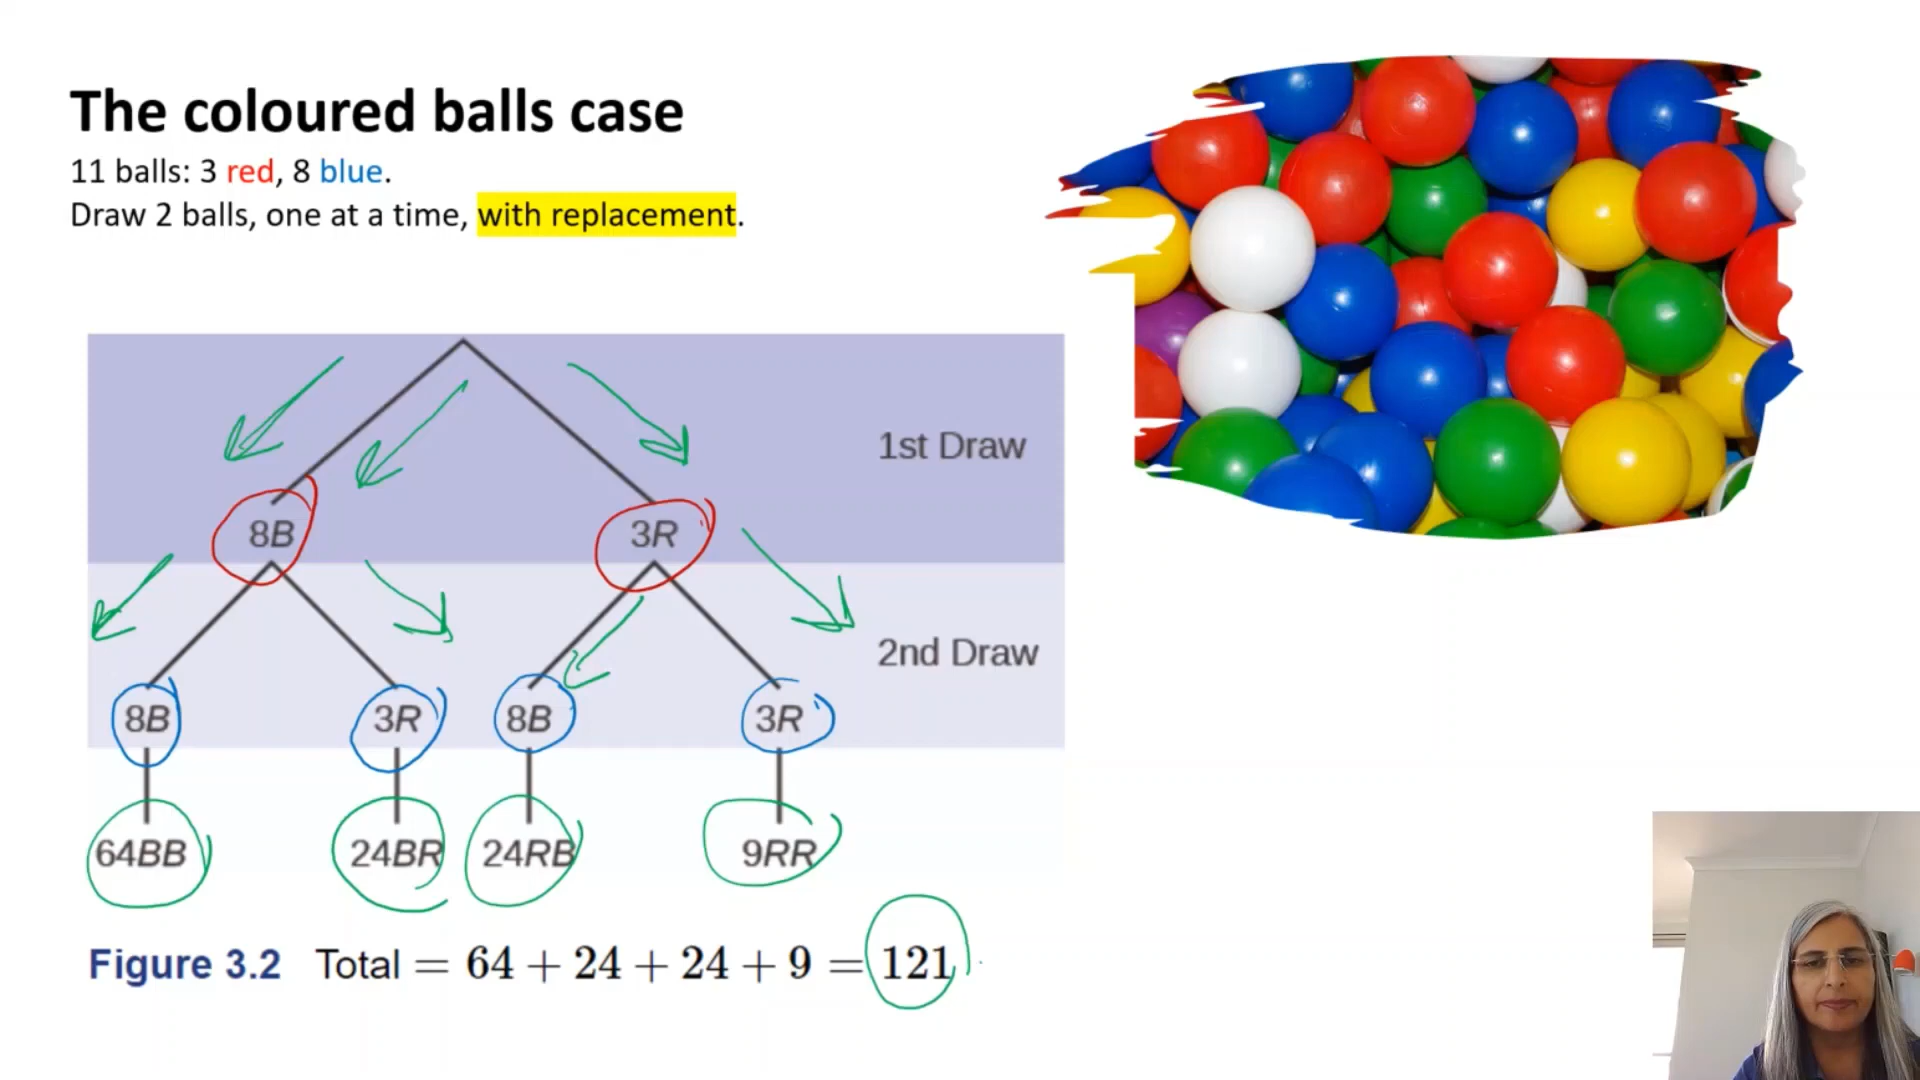 The coloured balls case
11 balls: 3 red, 8 blue.
Draw 2 balls, one at a time, with replacement.
1st Draw
8B 3R
2nd Draw
8B 3R 8B 3R
64BB 24BR 24RB 9RR
Figure 3.2 Total = 64 + 24 + 24 + 9 = 121